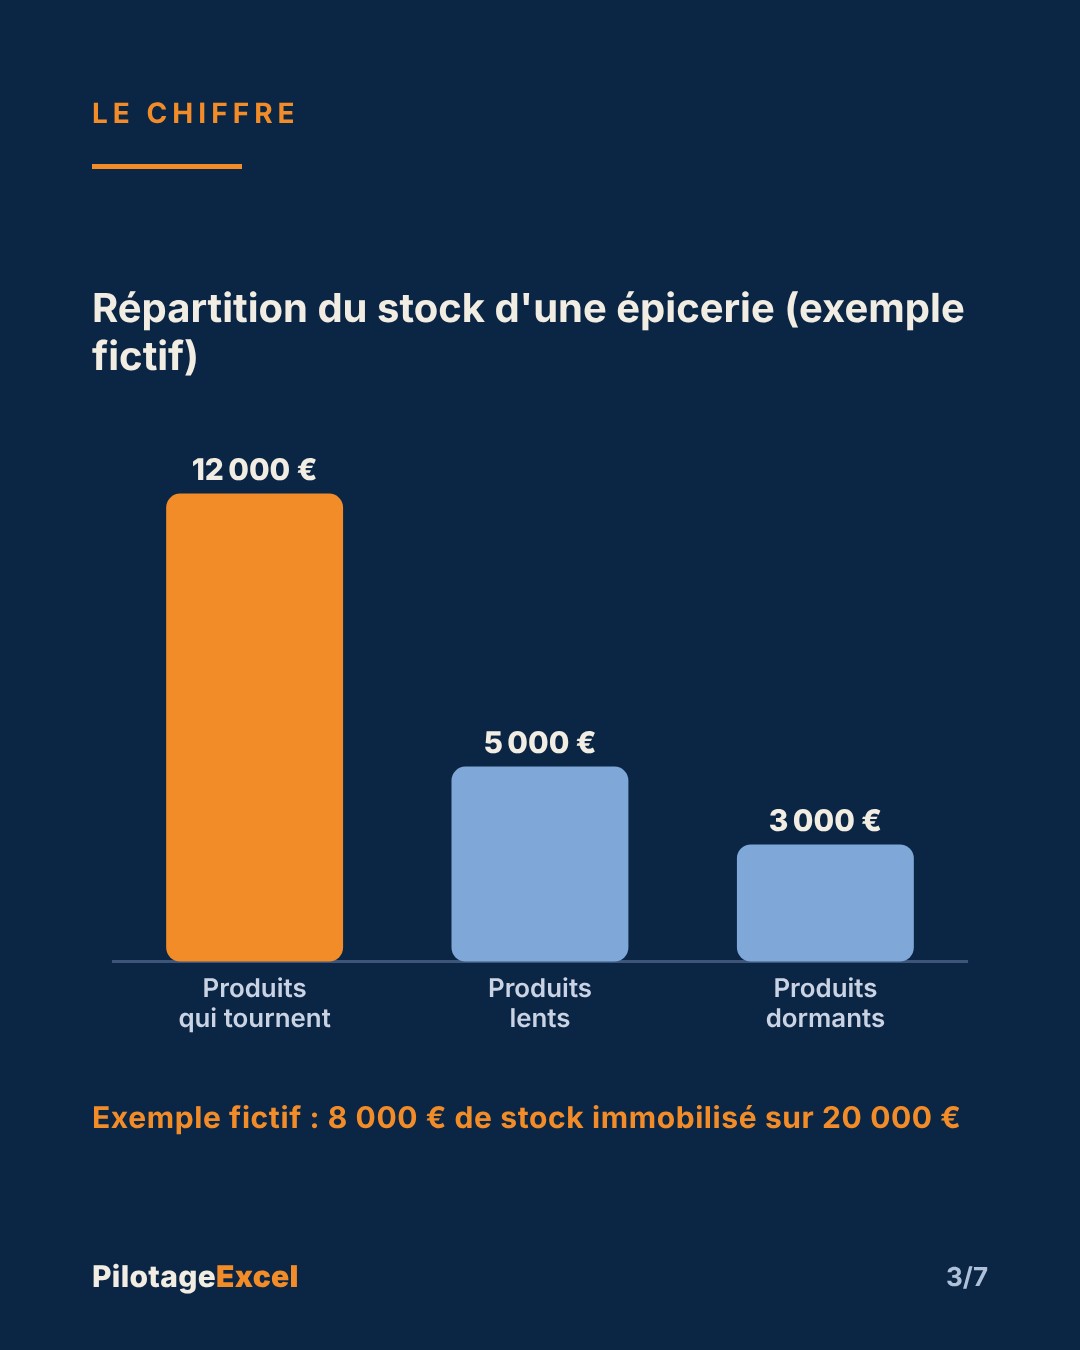 LE CHIFFRE
Répartition du stock d'une épicerie (exemple
fictif)
12 000 €
5 000 €
3 000 €
Produits
qui tournent
Produits
lents
Produits
dormants
Exemple fictif : 8 000 € de stock immobilisé sur 20 000 €
PilotageExcel
3/7